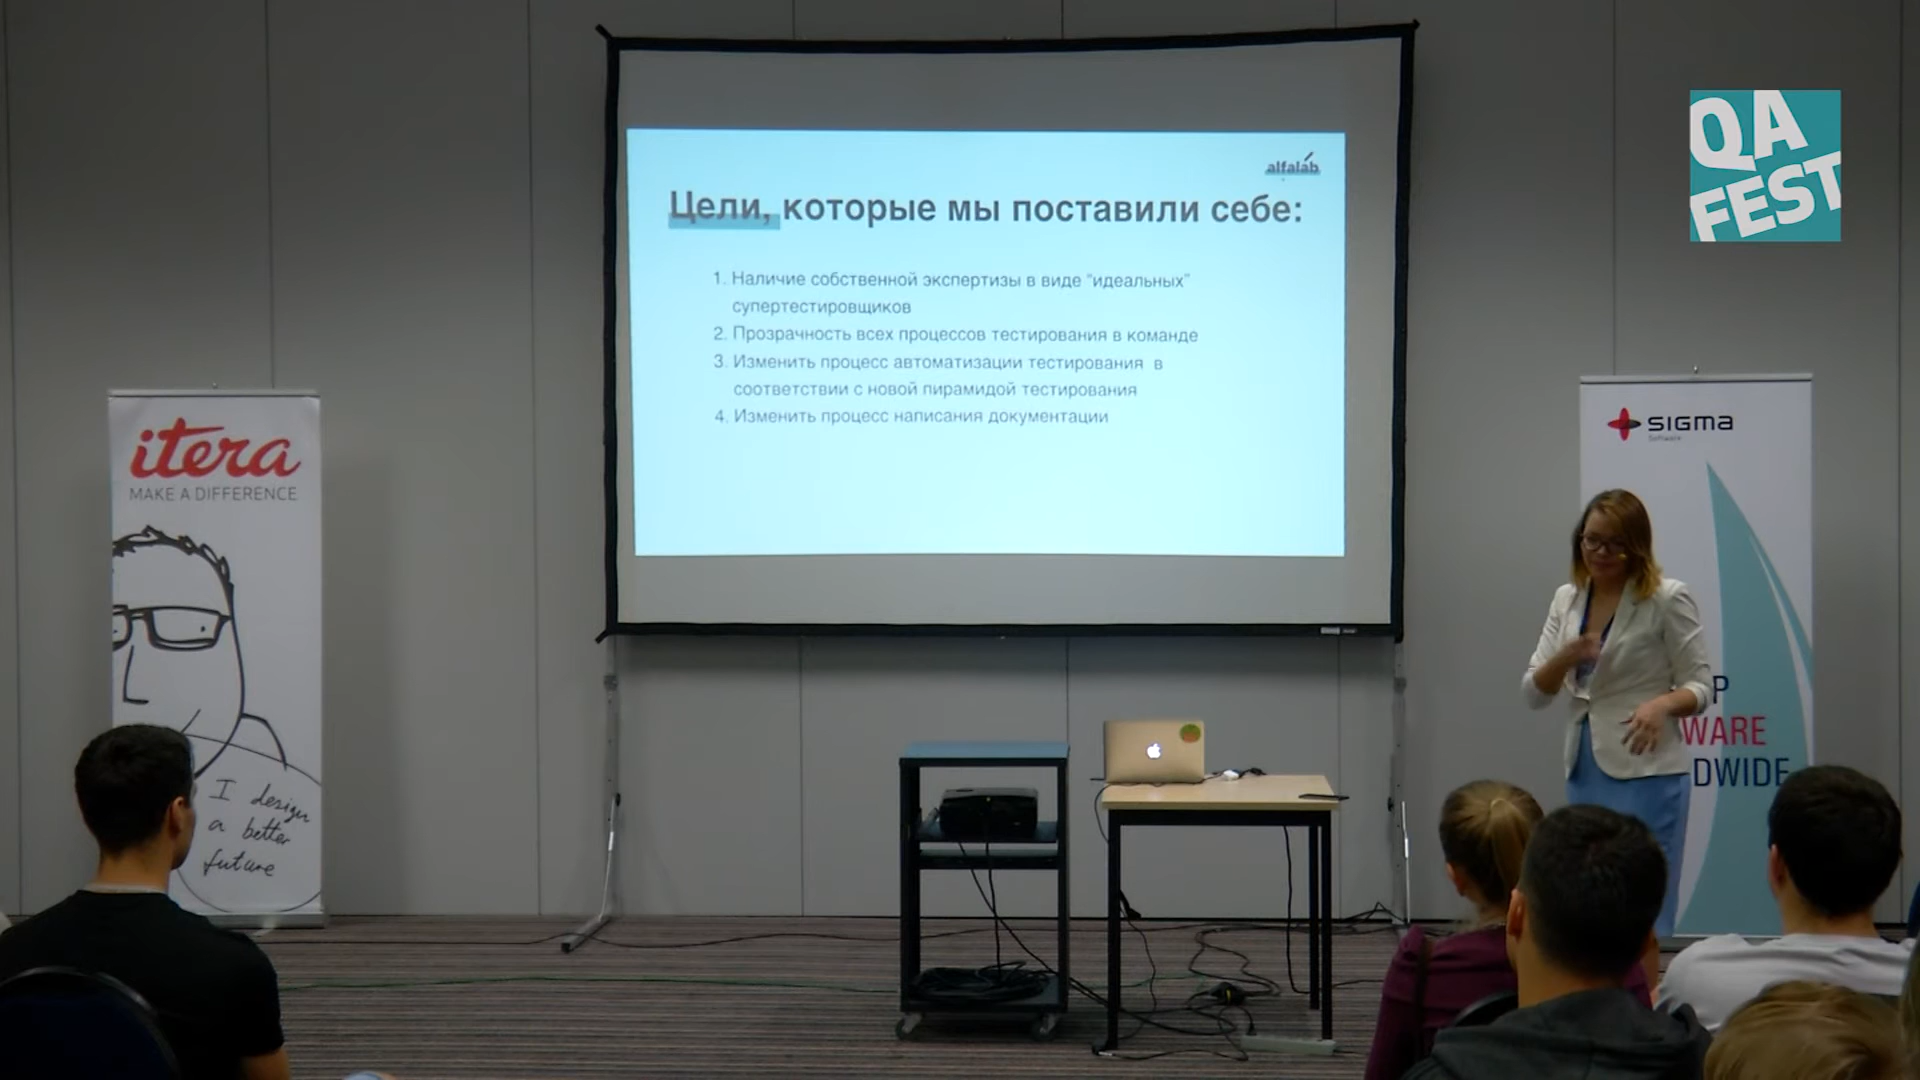 QA
FEST
alfalab
Цели, которые мы поставили себе:
1. Наличие собственной экспертизы в виде "идеальных"
супертестировщиков
2. Прозрачность всех процессов тестирования в команде
3. Изменить процесс автоматизации тестирования в
соответствии с новой пирамидой тестирования
4. Изменить процесс написания документации
itera
MAKE A DIFFERENCE
I design
a better
future
SIGMA
Software
P
WARE
DWIDE